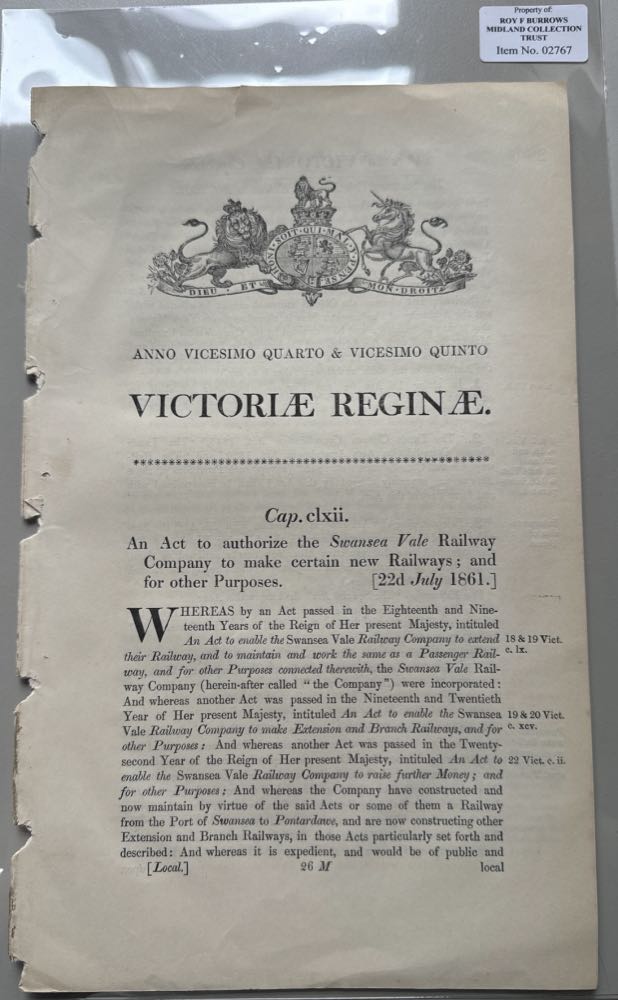 Property of:
ROY F BURROWS
MIDLAND COLLECTION
TRUST
Item No. 02767
HONI · SOIT · QUI · MAL · Y · PENSE
DIEU · ET MON · DROIT
ANNO VICESIMO QUARTO & VICESIMO QUINTO
VICTORIÆ REGINÆ.
Cap. clxii.
An Act to authorize the Swansea Vale Railway
Company to make certain new Railways; and
for other Purposes. [22d July 1861.]
WHEREAS by an Act passed in the Eighteenth and Nine-
teenth Years of the Reign of Her present Majesty, intituled
An Act to enable the Swansea Vale Railway Company to extend 18 & 19 Vict.
their Railway, and to maintain and work the same as a Passenger Rail- c. lx.
way, and for other Purposes connected therewith, the Swansea Vale Rail-
way Company (herein-after called "the Company") were incorporated:
And whereas another Act was passed in the Nineteenth and Twentieth
Year of Her present Majesty, intituled An Act to enable the Swansea 19 & 20 Vict.
Vale Railway Company to make Extension and Branch Railways, and for c. xcv.
other Purposes: And whereas another Act was passed in the Twenty-
second Year of the Reign of Her present Majesty, intituled An Act to 22 Vict. c. ii.
enable the Swansea Vale Railway Company to raise further Money; and
for other Purposes: And whereas the Company have constructed and
now maintain by virtue of the said Acts or some of them a Railway
from the Port of Swansea to Pontardawe, and are now constructing other
Extension and Branch Railways, in those Acts particularly set forth and
described: And whereas it is expedient, and would be of public and
[Local.] 26 M local